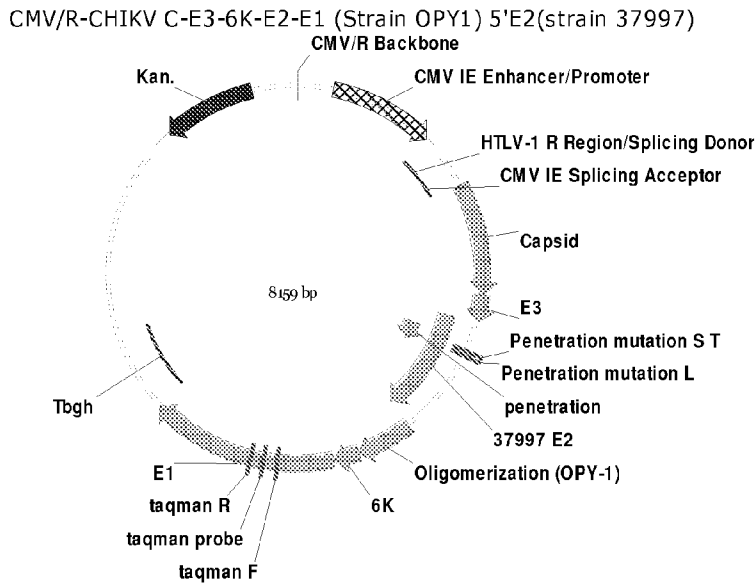 CMV/R-CHIKV C-E3-6K-E2-E1 (Strain OPY1) 5'E2(strain 37997)
CMV/R Backbone
Kan.
CMV IE Enhancer/Promoter
HTLV-1 R Region/Splicing Donor
CMV IE Splicing Acceptor
Capsid
8159 bp
E3
Penetration mutation S T
Penetration mutation L
Tbgh
penetration
37997 E2
E1
Oligomerization (OPY-1)
taqman R
6K
taqman probe
taqman F